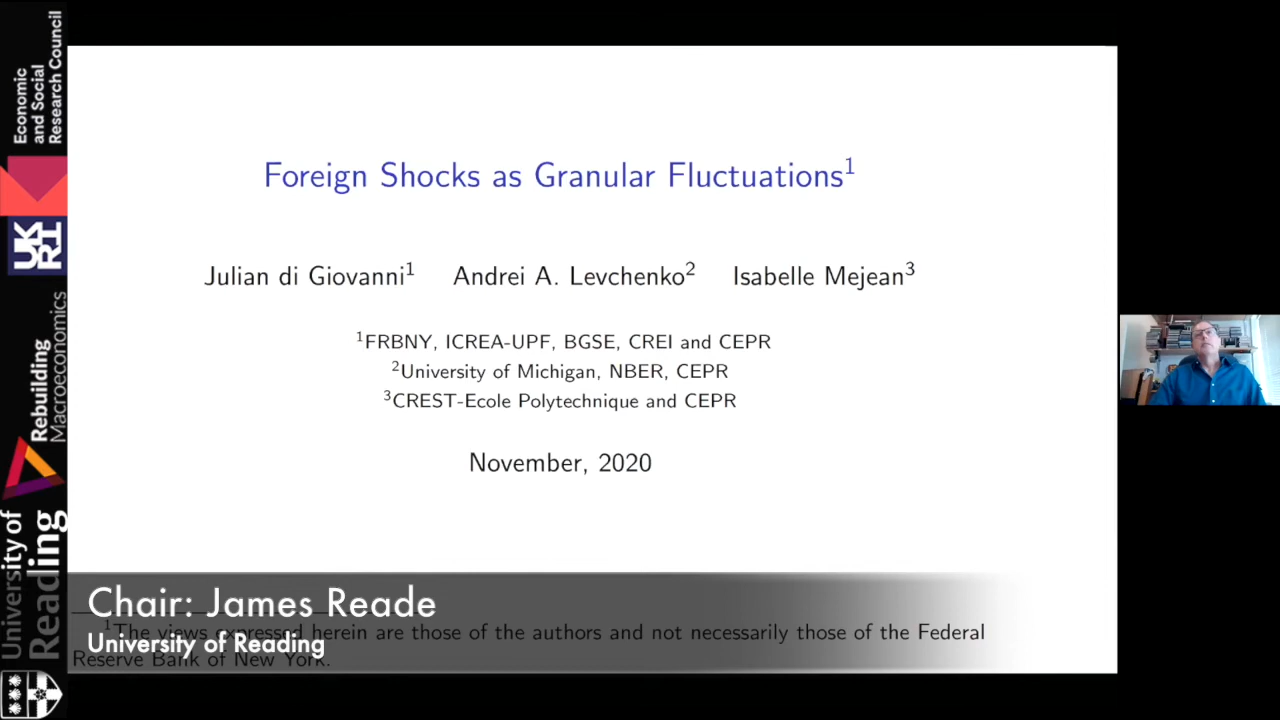 Foreign Shocks as Granular Fluctuations¹
Julian di Giovanni¹ Andrei A. Levchenko² Isabelle Mejean³
¹FRBNY, ICREA-UPF, BGSE, CREI and CEPR
²University of Michigan, NBER, CEPR
³CREST-Ecole Polytechnique and CEPR
November, 2020
Chair: James Reade
¹The views expressed herein are those of the authors and not necessarily those of the Federal
University of Reading
Reserve Bank of New York.
Economic
and Social
Research Council
UK
RI
Rebuilding
Macroeconomics
University of
Reading